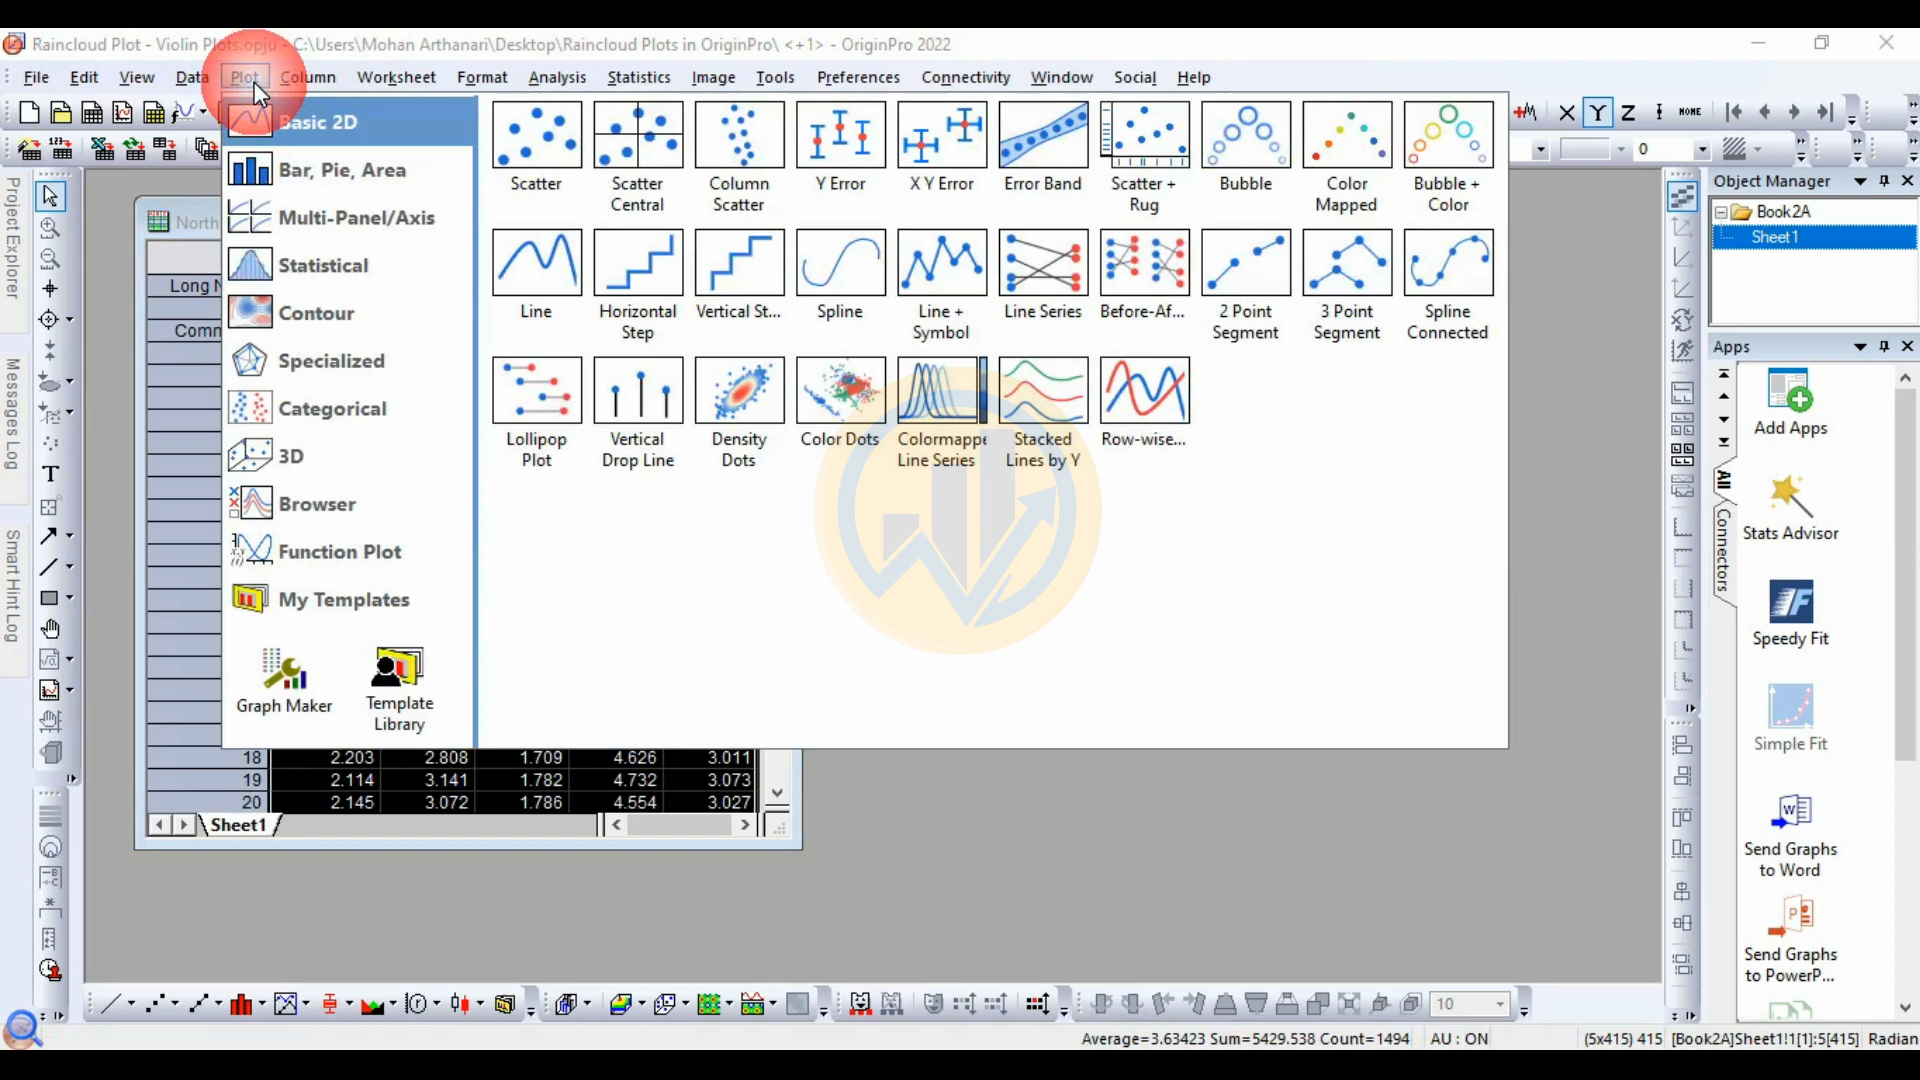 Raincloud Plot - Violin Plots.opju - C:\Users\Mohan Arthanari\Desktop\Raincloud Plots in OriginPro\ <+1> - OriginPro 2022
File Edit View Data Plot Column Worksheet Format Analysis Statistics Image Tools Preferences Connectivity Window Social Help
X Y Z NONE
0
Project Explorer
Messages Log
Smart Hint Log
North
Long N
Comm
Basic 2D
Bar, Pie, Area
Multi-Panel/Axis
Statistical
Contour
Specialized
Categorical
3D
Browser
Function Plot
My Templates
Graph Maker
Template Library
Scatter
Scatter Central
Column Scatter
Y Error
X Y Error
Error Band
Scatter + Rug
Bubble
Color Mapped
Bubble + Color
Line
Horizontal Step
Vertical St...
Spline
Line + Symbol
Line Series
Before-Af...
2 Point Segment
3 Point Segment
Spline Connected
Lollipop Plot
Vertical Drop Line
Density Dots
Color Dots
Colormappe Line Series
Stacked Lines by Y
Row-wise...
18 2.203 2.808 1.709 4.626 3.011
19 2.114 3.141 1.782 4.732 3.073
20 2.145 3.072 1.786 4.554 3.027
Sheet1
Object Manager
Book2A
Sheet1
Apps
All
Connectors
Add Apps
Stats Advisor
Speedy Fit
Simple Fit
Send Graphs to Word
Send Graphs to PowerP...
10
Average=3.63423 Sum=5429.538 Count=1494 AU : ON (5x415) 415 [Book2A]Sheet1!1[1]:5[415] Radian